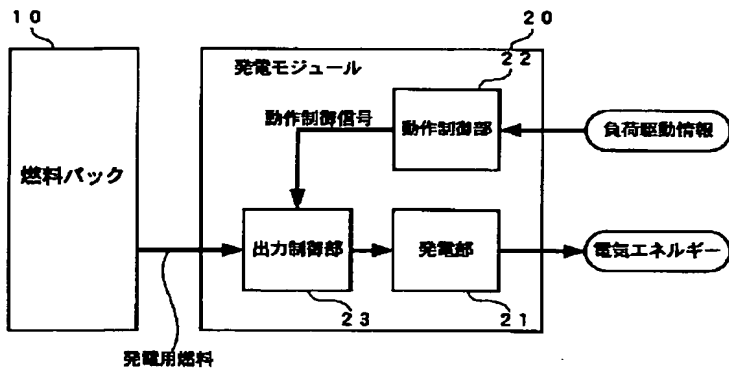 10
20
発電モジュール
22
動作制御信号
動作制御部
負荷駆動情報
燃料パック
出力制御部
発電部
電気エネルギー
23
21
発電用燃料